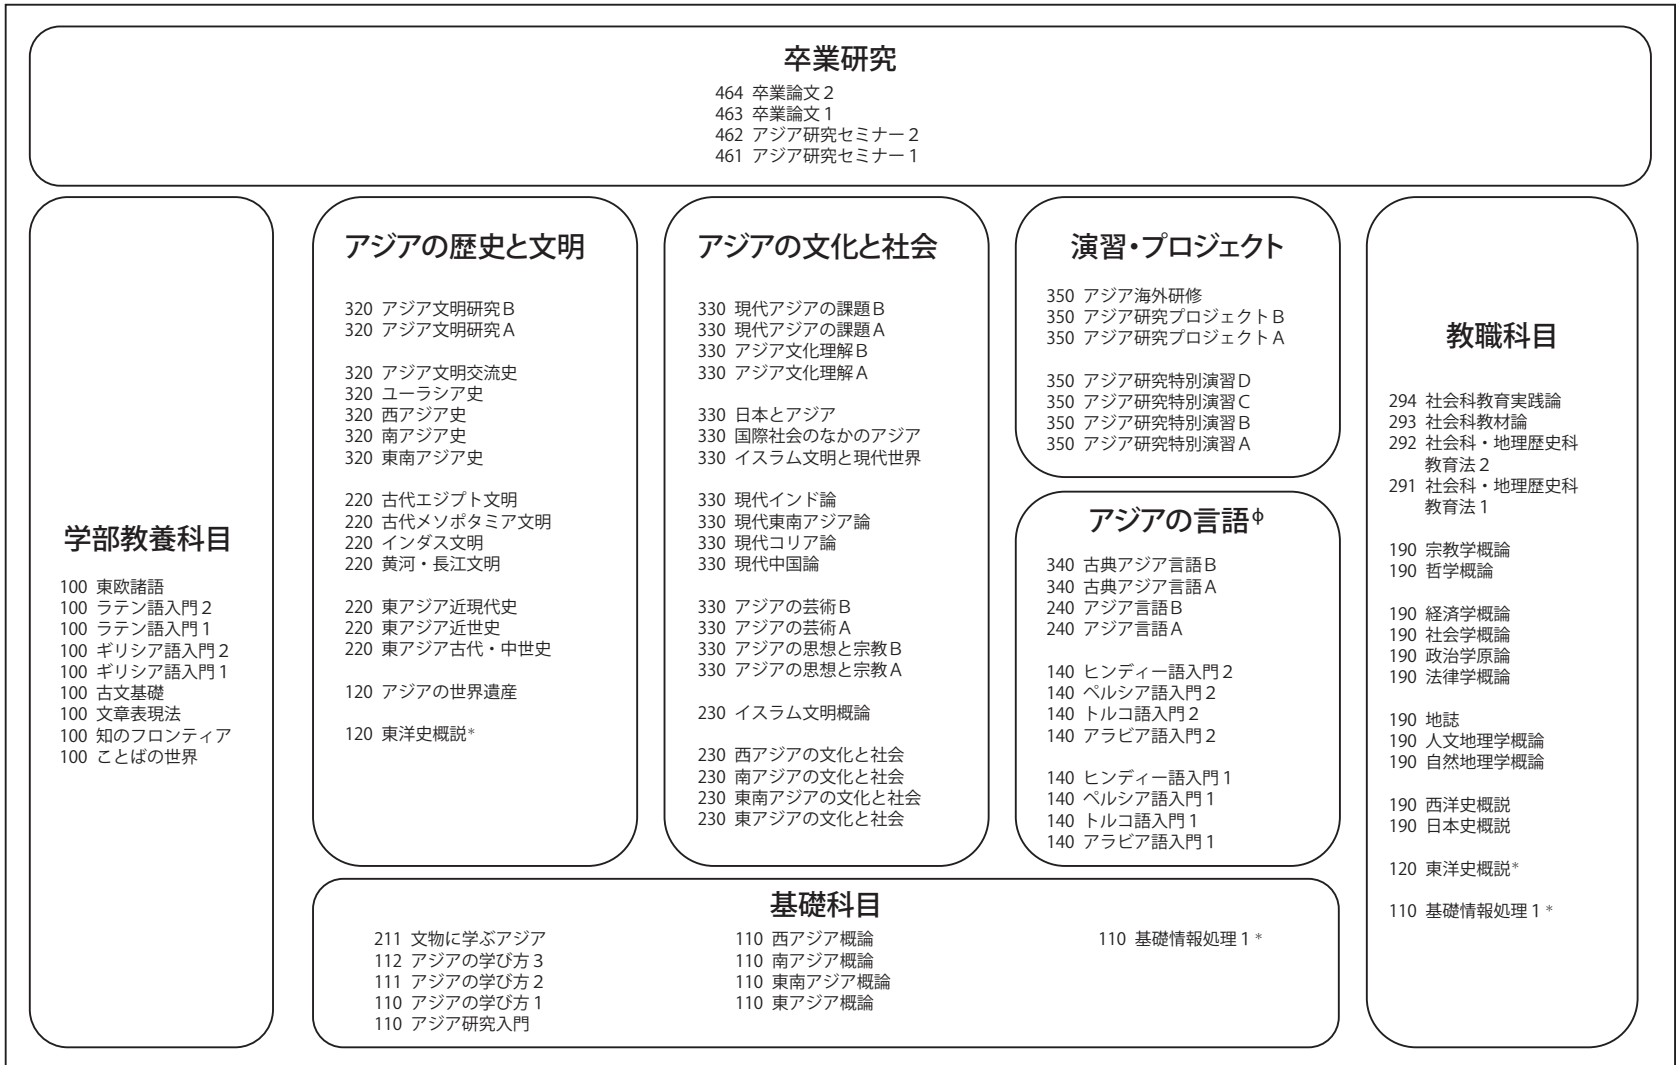 卒業研究
464 卒業論文2
463 卒業論文1
462 アジア研究セミナー2
461 アジア研究セミナー1
学部教養科目
100 東欧諸語
100 ラテン語入門2
100 ラテン語入門1
100 ギリシア語入門2
100 ギリシア語入門1
100 古文基礎
100 文章表現法
100 知のフロンティア
100 ことばの世界
アジアの歴史と文明
320 アジア文明研究B
320 アジア文明研究A
320 アジア文明交流史
320 ユーラシア史
320 西アジア史
320 南アジア史
320 東南アジア史
220 古代エジプト文明
220 古代メソポタミア文明
220 インダス文明
220 黄河・長江文明
220 東アジア近現代史
220 東アジア近世史
220 東アジア古代・中世史
120 アジアの世界遺産
120 東洋史概説*
アジアの文化と社会
330 現代アジアの課題B
330 現代アジアの課題A
330 アジア文化理解B
330 アジア文化理解A
330 日本とアジア
330 国際社会のなかのアジア
330 イスラム文明と現代世界
330 現代インド論
330 現代東南アジア論
330 現代コリア論
330 現代中国論
330 アジアの芸術B
330 アジアの芸術A
330 アジアの思想と宗教B
330 アジアの思想と宗教A
230 イスラム文明概論
230 西アジアの文化と社会
230 南アジアの文化と社会
230 東南アジアの文化と社会
230 東アジアの文化と社会
演習・プロジェクト
350 アジア海外研修
350 アジア研究プロジェクトB
350 アジア研究プロジェクトA
350 アジア研究特別演習D
350 アジア研究特別演習C
350 アジア研究特別演習B
350 アジア研究特別演習A
アジアの言語φ
340 古典アジア言語B
340 古典アジア言語A
240 アジア言語B
240 アジア言語A
140 ヒンディー語入門2
140 ペルシア語入門2
140 トルコ語入門2
140 アラビア語入門2
140 ヒンディー語入門1
140 ペルシア語入門1
140 トルコ語入門1
140 アラビア語入門1
教職科目
294 社会科教育実践論
293 社会科教材論
292 社会科・地理歴史科
教育法2
291 社会科・地理歴史科
教育法1
190 宗教学概論
190 哲学概論
190 経済学概論
190 社会学概論
190 政治学原論
190 法律学概論
190 地誌
190 人文地理学概論
190 自然地理学概論
190 西洋史概説
190 日本史概説
120 東洋史概説*
110 基礎情報処理1*
基礎科目
211 文物に学ぶアジア
112 アジアの学び方3
111 アジアの学び方2
110 アジアの学び方1
110 アジア研究入門
110 西アジア概論
110 南アジア概論
110 東南アジア概論
110 東アジア概論
110 基礎情報処理1*